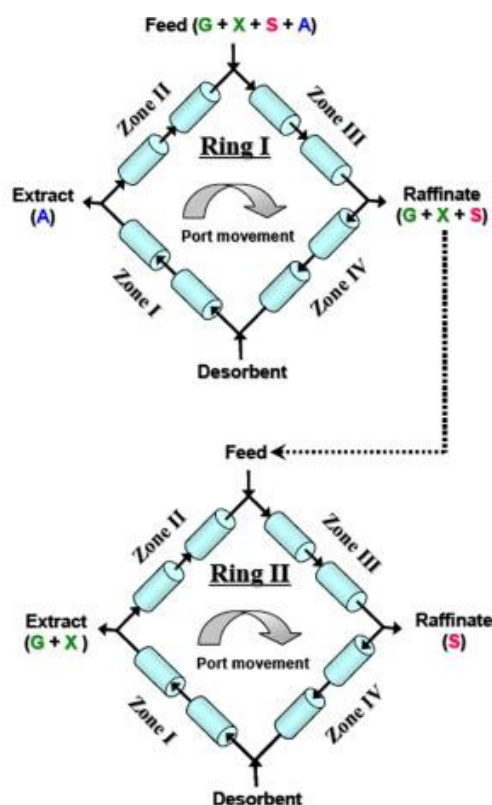 Feed (G + X + S + A)
Zone II
Zone III
Ring I
Extract
(A)
Raffinate
(G + X + S)
Port movement
Zone I
Zone IV
Desorbent
Feed
Zone II
Zone III
Ring II
Extract
(G + X )
Raffinate
(S)
Port movement
Zone I
Zone IV
Desorbent